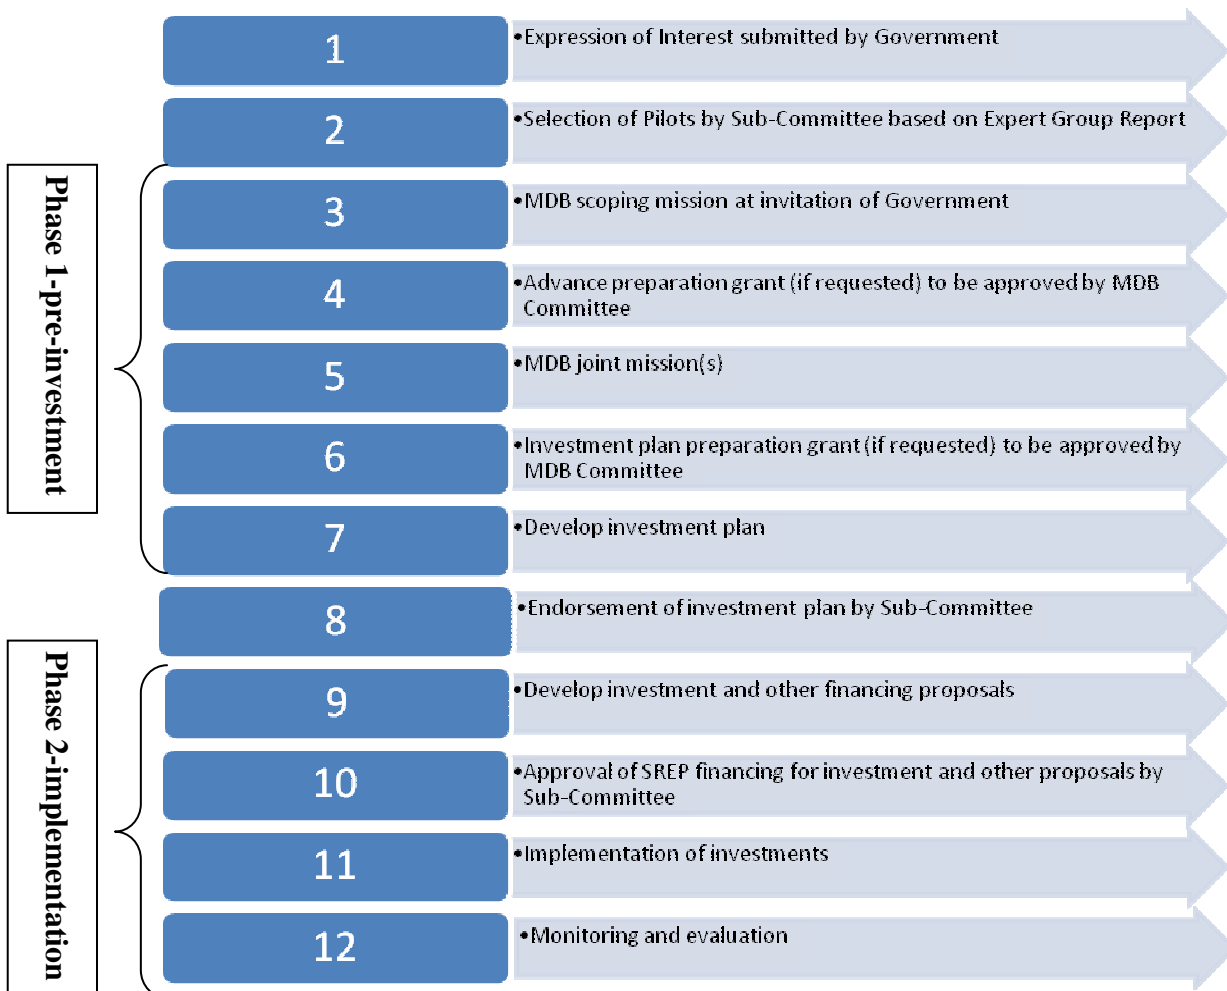 1
•Expression of Interest submitted by Government
2
•Selection of Pilots by Sub-Committee based on Expert Group Report
Phase 1-pre-investment
3
•MDB scoping mission at invitation of Government
4
•Advance preparation grant (if requested) to be approved by MDB
Committee
5
•MDB joint mission(s)
6
•Investment plan preparation grant (if requested) to be approved by
MDB Committee
7
•Develop investment plan
8
•Endorsement of investment plan by Sub-Committee
Phase 2-implementation
9
•Develop investment and other financing proposals
10
•Approval of SREP financing for investment and other proposals by
Sub-Committee
11
•Implementation of investments
12
•Monitoring and evaluation